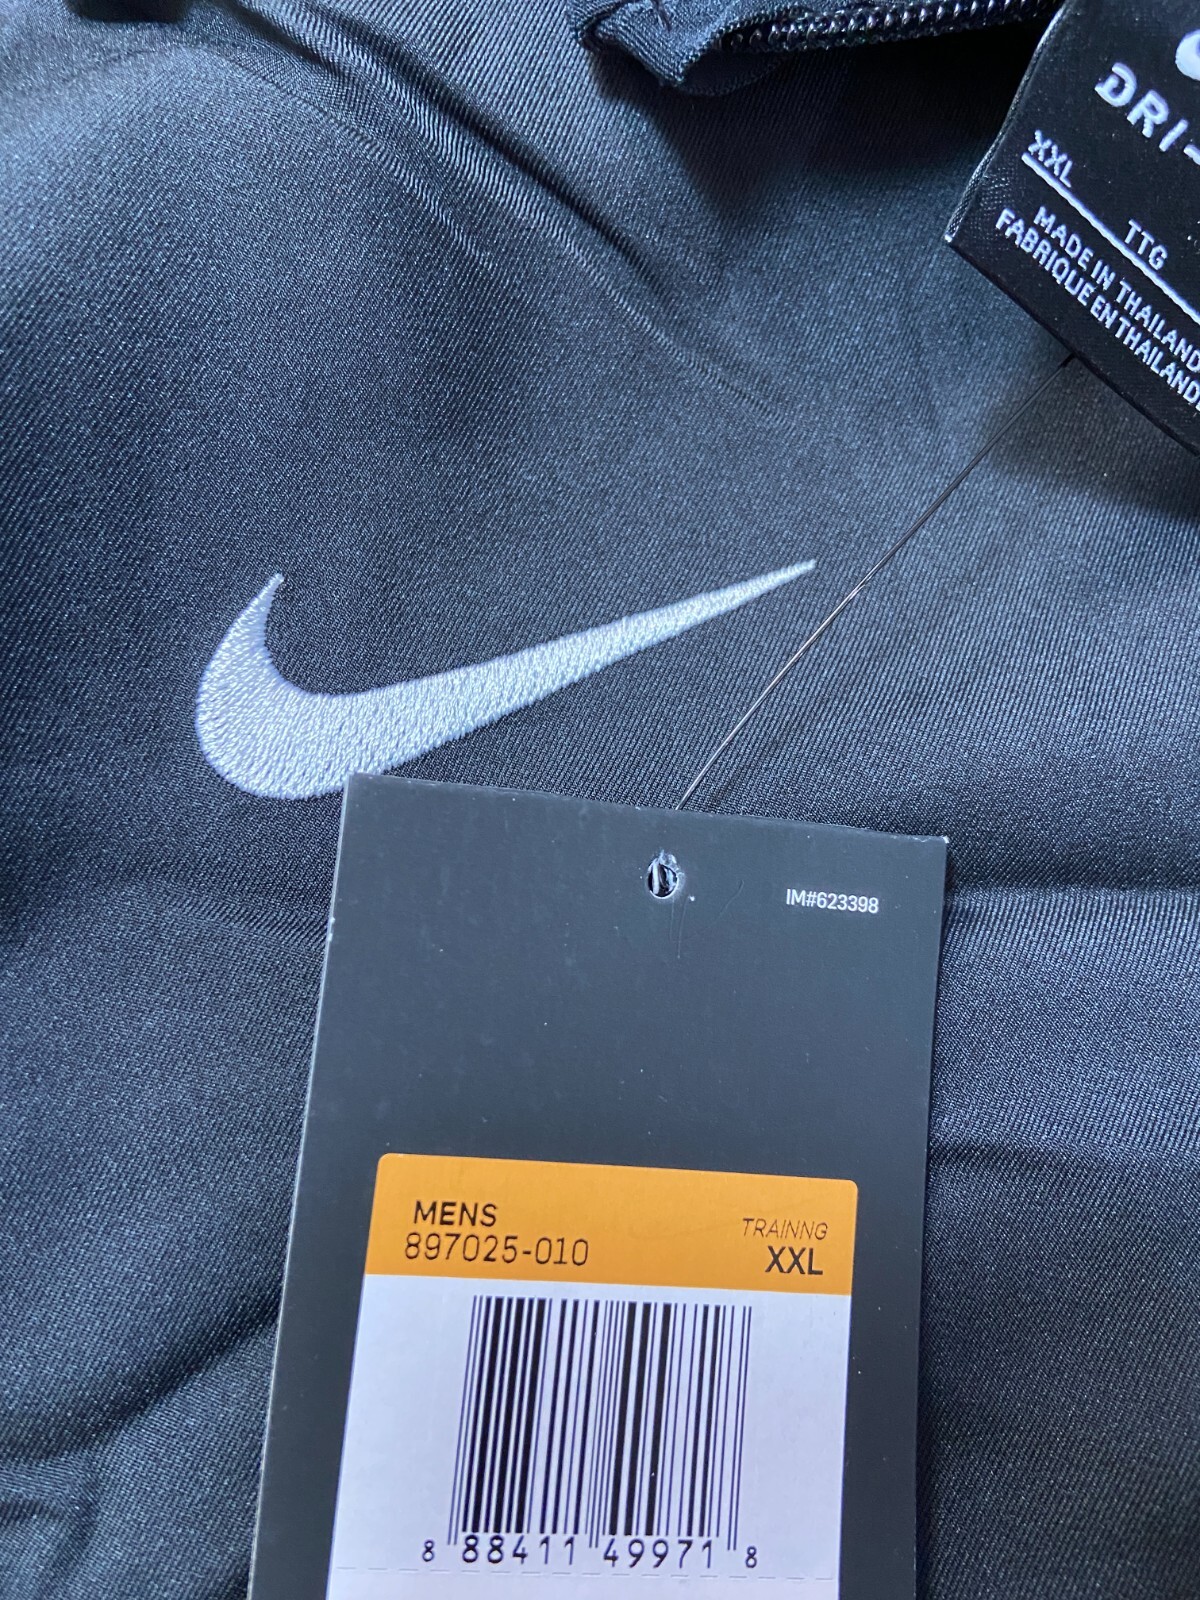 DRI-
XXL TTG
MADE IN THAILAND
FABRIQUE EN THAILANDE
IM#623398
MENS
TRAINNG
897025-010
XXL
8 88411 49971 8